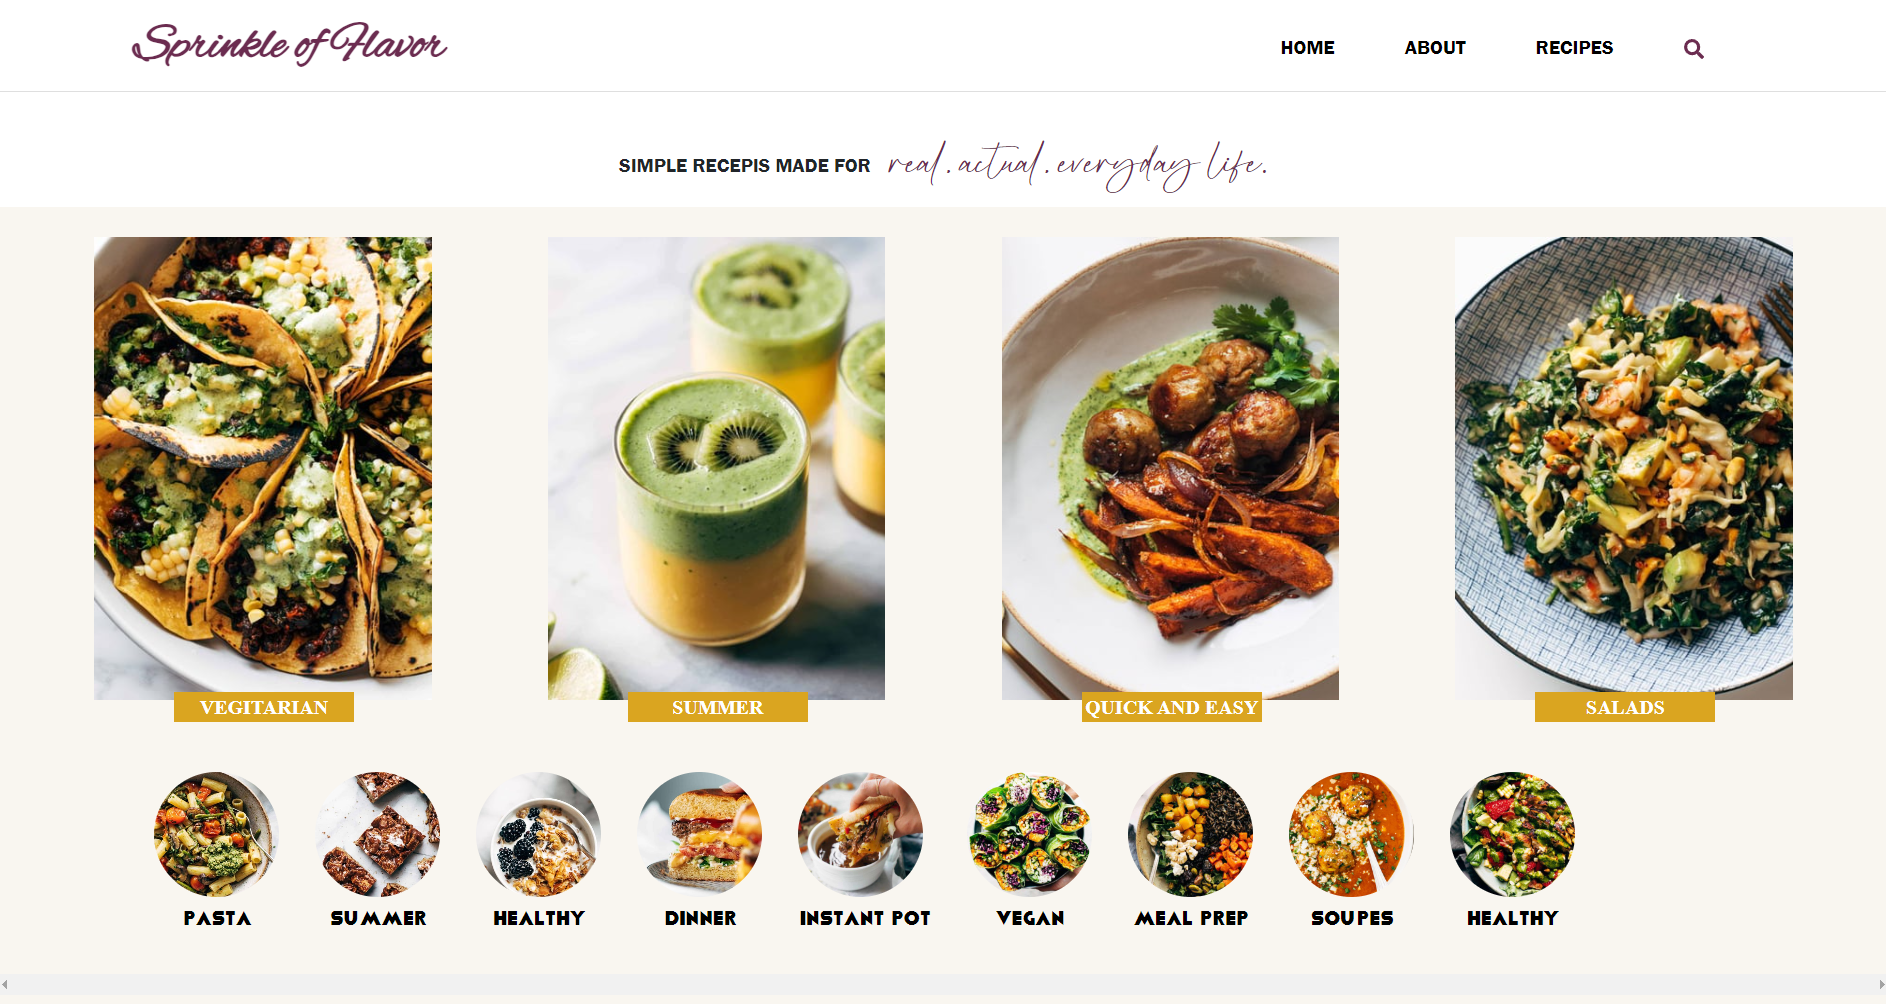 Sprinkle of Flavor
HOME ABOUT RECIPES
SIMPLE RECEPIS MADE FOR real.actual.everyday life.
VEGITARIAN SUMMER QUICK AND EASY SALADS
PASTA SUMMER HEALTHY DINNER INSTANT POT VEGAN MEAL PREP SOUPES HEALTHY